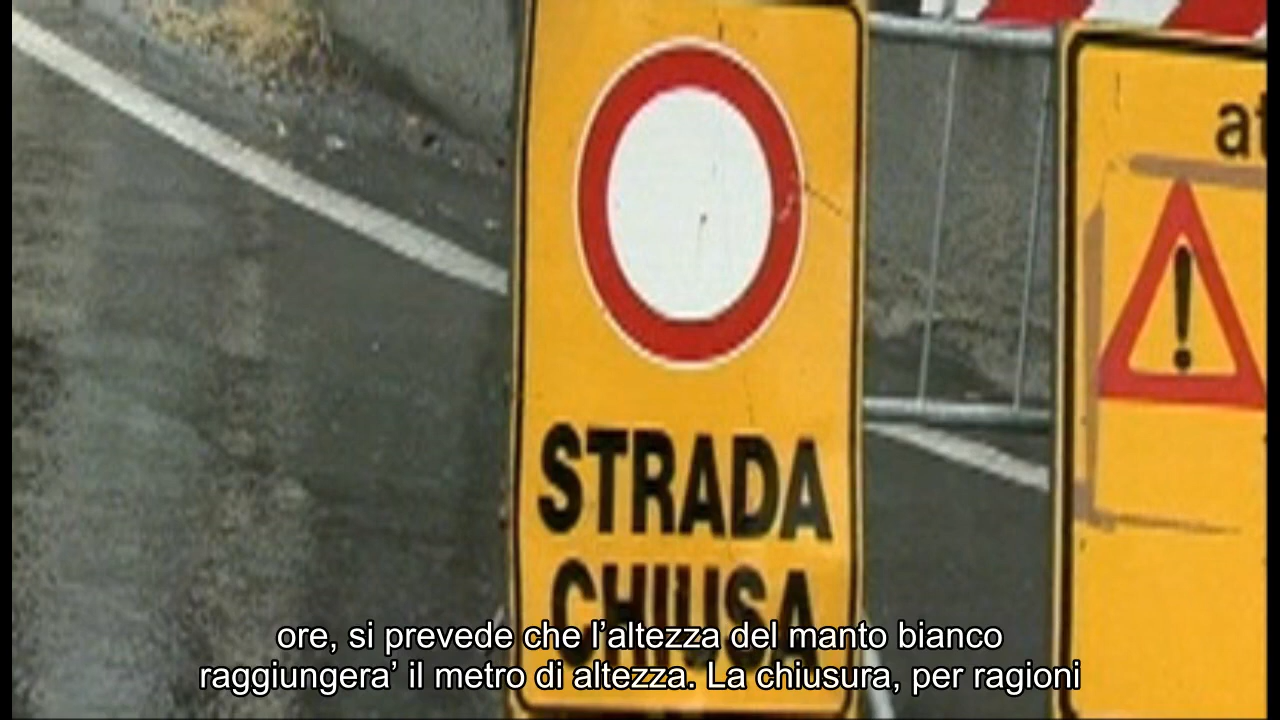 STRADA
CHIUSA
ore, si prevede che l’altezza del manto bianco
raggiungera’ il metro di altezza. La chiusura, per ragioni